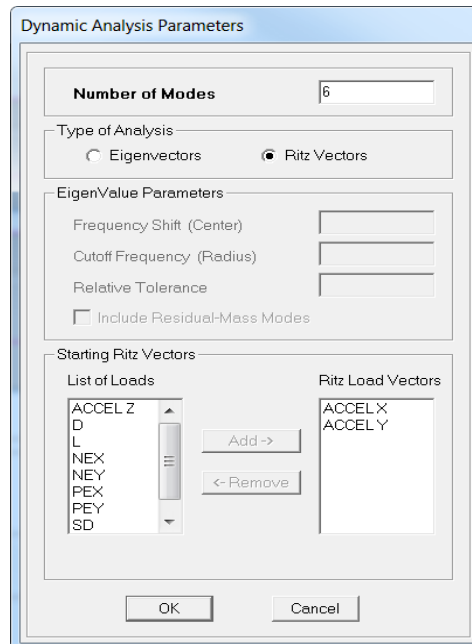 Dynamic Analysis Parameters
Number of Modes 6
Type of Analysis
Eigenvectors Ritz Vectors
EigenValue Parameters
Frequency Shift (Center)
Cutoff Frequency (Radius)
Relative Tolerance
Include Residual-Mass Modes
Starting Ritz Vectors
List of Loads Ritz Load Vectors
ACCEL Z ACCEL X
D ACCEL Y
L
NEX
NEY
PEX
PEY
SD
Add ->
<- Remove
OK Cancel